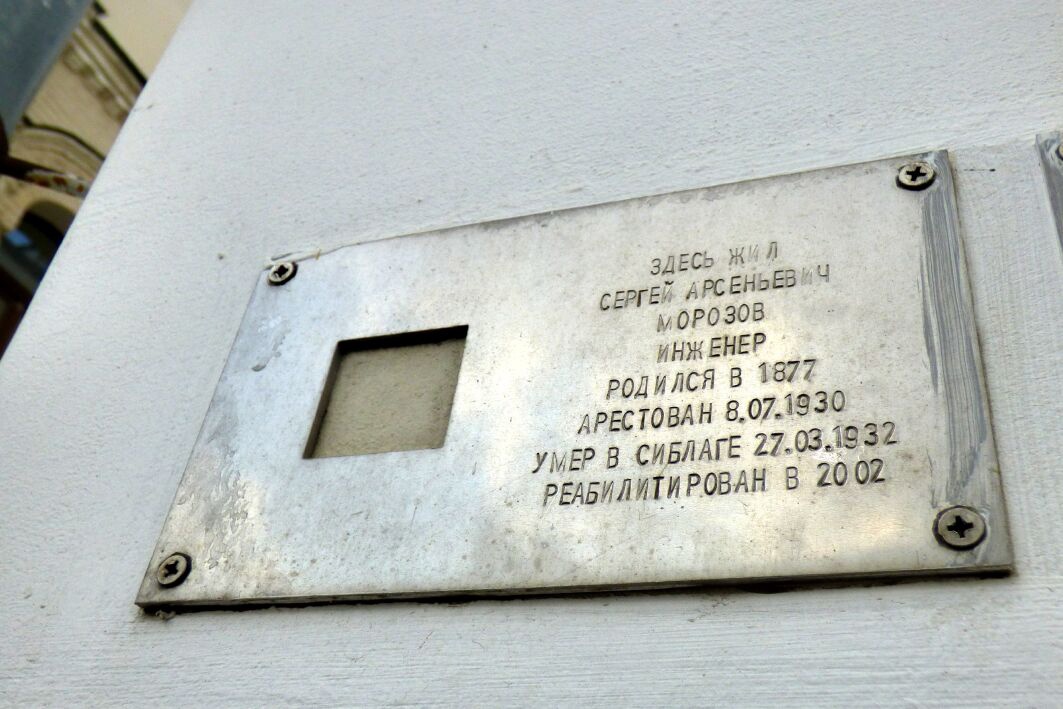 ЗДЕСЬ ЖИЛ
СЕРГЕЙ АРСЕНЬЕВИЧ
МОРОЗОВ
ИНЖЕНЕР
РОДИЛСЯ В 1877
АРЕСТОВАН 8.07.1930
УМЕР В СИБЛАГЕ 27.03.1932
РЕАБИЛИТИРОВАН В 2002